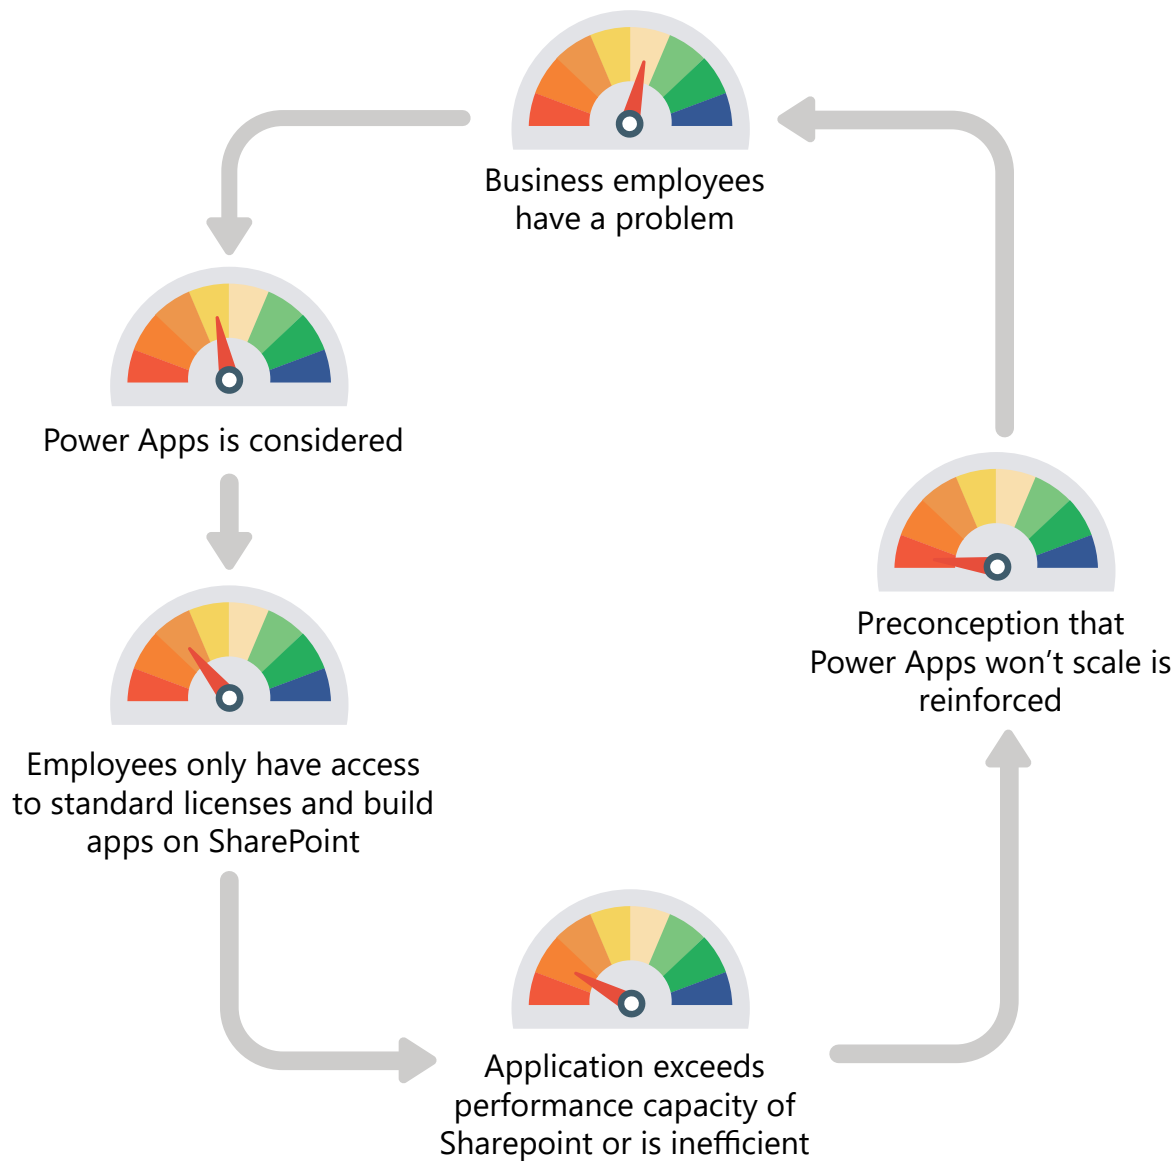 Business employees
have a problem
Power Apps is considered
Employees only have access
to standard licenses and build
apps on SharePoint
Application exceeds
performance capacity of
Sharepoint or is inefficient
Preconception that
Power Apps won’t scale is
reinforced